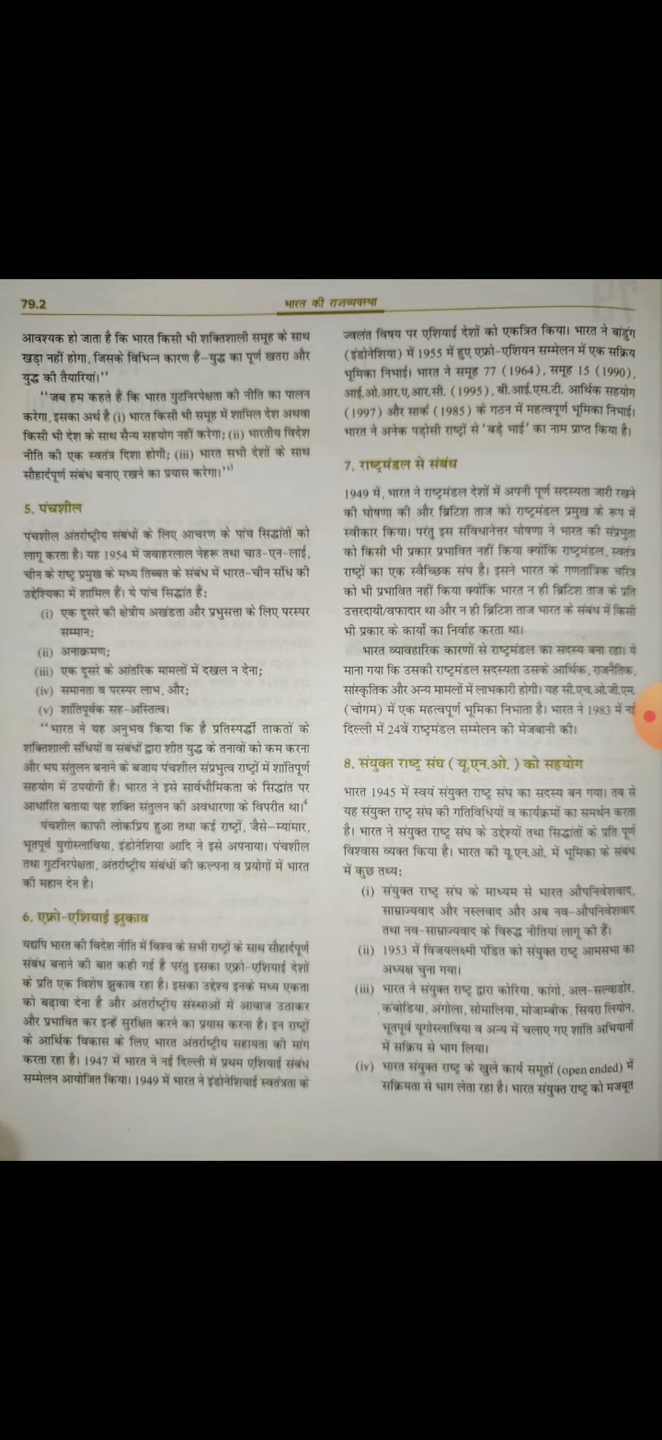 79.2
भारत की राजव्यवस्था
आवश्यक हो जाता है कि भारत किसी भी शक्तिशाली समूह के साथ
खड़ा नहीं होगा, जिसके विभिन्न कारण हैं-युद्ध का पूर्ण खतरा और
युद्ध की तैयारियां।''
''जब हम कहते हैं कि भारत गुटनिरपेक्षता की नीति का पालन
करेगा, इसका अर्थ है (i) भारत किसी भी समूह में शामिल देश अथवा
किसी भी देश के साथ सैन्य सहयोग नहीं करेगा; (ii) भारतीय विदेश
नीति की एक स्वतंत्र दिशा होगी; (iii) भारत सभी देशों के साथ
सौहार्दपूर्ण संबंध बनाए रखने का प्रयास करेगा।''
5. पंचशील
पंचशील अंतर्राष्ट्रीय संबंधों के लिए आचरण के पांच सिद्धांतों को
लागू करता है। यह 1954 में जवाहरलाल नेहरू तथा चाउ-एन-लाई,
चीन के राष्ट्र प्रमुख के मध्य तिब्बत के संबंध में भारत-चीन संधि की
उद्देशिका में शामिल हैं। ये पांच सिद्धांत हैं:
(i) एक दूसरे की क्षेत्रीय अखंडता और प्रभुसत्ता के लिए परस्पर
सम्मान;
(ii) अनाक्रमण;
(iii) एक दूसरे के आंतरिक मामलों में दखल न देना;
(iv) समानता व परस्पर लाभ, और;
(v) शांतिपूर्वक सह-अस्तित्व।
''भारत ने यह अनुभव किया कि है प्रतिस्पर्द्धी ताकतों के
शक्तिशाली संधियों व संबंधों द्वारा शीत युद्ध के तनावों को कम करना
और भय संतुलन बनाने के बजाय पंचशील संप्रभुत्व राष्ट्रों में शांतिपूर्ण
सहयोग में उपयोगी है। भारत ने इसे सार्वभौमिकता के सिद्धांत पर
आधारित बताया यह शक्ति संतुलन की अवधारणा के विपरीत था।
पंचशील काफी लोकप्रिय हुआ तथा कई राष्ट्रों, जैसे-म्यांमार,
भूतपूर्व युगोस्लाविया, इंडोनेशिया आदि ने इसे अपनाया। पंचशील
तथा गुटनिरपेक्षता, अंतर्राष्ट्रीय संबंधों की कल्पना व प्रयोगों में भारत
की महान देन है।
6. एफ्रो-एशियाई झुकाव
यद्यपि भारत की विदेश नीति में विश्व के सभी राष्ट्रों के साथ सौहार्दपूर्ण
संबंध बनाने की बात कही गई है परंतु इसका एफ्रो-एशियाई देशों
के प्रति एक विशेष झुकाव रहा है। इसका उद्देश्य इनके मध्य एकता
को बढ़ावा देना है और अंतर्राष्ट्रीय संस्थाओं में आवाज उठाकर
और प्रभावित कर इन्हें सुरक्षित करने का प्रयास करना है। इन राष्ट्रों
के आर्थिक विकास के लिए भारत अंतर्राष्ट्रीय सहायता की मांग
करता रहा है। 1947 में भारत ने नई दिल्ली में प्रथम एशियाई संबंध
सम्मेलन आयोजित किया। 1949 में भारत ने इंडोनेशियाई स्वतंत्रता के
ज्वलंत विषय पर एशियाई देशों को एकत्रित किया। भारत ने बांडुंग
(इंडोनेशिया) में 1955 में हुए एफ्रो-एशियन सम्मेलन में एक सक्रिय
भूमिका निभाई। भारत ने समूह 77 (1964), समूह 15 (1990),
आई.ओ.आर.ए.आर.सी. (1995), बी.आई.एस.टी. आर्थिक सहयोग
(1997) और सार्क (1985) के गठन में महत्वपूर्ण भूमिका निभाई।
भारत ने अनेक पड़ोसी राष्ट्रों से 'बड़े भाई' का नाम प्राप्त किया है।
7. राष्ट्रमंडल से संबंध
1949 में, भारत ने राष्ट्रमंडल देशों में अपनी पूर्ण सदस्यता जारी रखने
की घोषणा की और ब्रिटिश ताज को राष्ट्रमंडल प्रमुख के रूप में
स्वीकार किया। परंतु इस संविधानेत्तर घोषणा ने भारत की संप्रभुता
को किसी भी प्रकार प्रभावित नहीं किया क्योंकि राष्ट्रमंडल, स्वतंत्र
राष्ट्रों का एक स्वैच्छिक संघ है। इसने भारत के गणतांत्रिक चरित्र
को भी प्रभावित नहीं किया क्योंकि भारत न ही ब्रिटिश ताज के प्रति
उत्तरदायी/वफादार था और न ही ब्रिटिश ताज भारत के संबंध में किसी
भी प्रकार के कार्यों का निर्वाह करता था।
भारत व्यावहारिक कारणों से राष्ट्रमंडल का सदस्य बना रहा। ये
माना गया कि उसकी राष्ट्रमंडल सदस्यता उसके आर्थिक, राजनैतिक,
सांस्कृतिक और अन्य मामलों में लाभकारी होगी। यह सी.एच.ओ.जी.एम.
(चोगम) में एक महत्वपूर्ण भूमिका निभाता है। भारत ने 1983 में नई
दिल्ली में 24वें राष्ट्रमंडल सम्मेलन की मेजबानी की।
8. संयुक्त राष्ट्र संघ ( यू.एन.ओ. ) को सहयोग
भारत 1945 में स्वयं संयुक्त राष्ट्र संघ का सदस्य बन गया। तब से
यह संयुक्त राष्ट्र संघ की गतिविधियों व कार्यक्रमों का समर्थन करता
है। भारत ने संयुक्त राष्ट्र संघ के उद्देश्यों तथा सिद्धांतों के प्रति पूर्ण
विश्वास व्यक्त किया है। भारत की यू.एन.ओ. में भूमिका के संबंध
में कुछ तथ्य:
(i) संयुक्त राष्ट्र संघ के माध्यम से भारत औपनिवेशवाद,
साम्राज्यवाद और नस्लवाद और अब नव-औपनिवेशवाद
तथा नव-साम्राज्यवाद के विरुद्ध नीतियां लागू की हैं।
(ii) 1953 में विजयलक्ष्मी पंडित को संयुक्त राष्ट्र आमसभा का
अध्यक्ष चुना गया।
(iii) भारत ने संयुक्त राष्ट्र द्वारा कोरिया, कांगो, अल-सल्वाडोर,
कंबोडिया, अंगोला, सोमालिया, मोजाम्बीक, सियरा लियोन,
भूतपूर्व यूगोस्लाविया व अन्य में चलाए गए शांति अभियानों
में सक्रिय से भाग लिया।
(iv) भारत संयुक्त राष्ट्र के खुले कार्य समूहों (open ended) में
सक्रियता से भाग लेता रहा है। भारत संयुक्त राष्ट्र को मजबूत